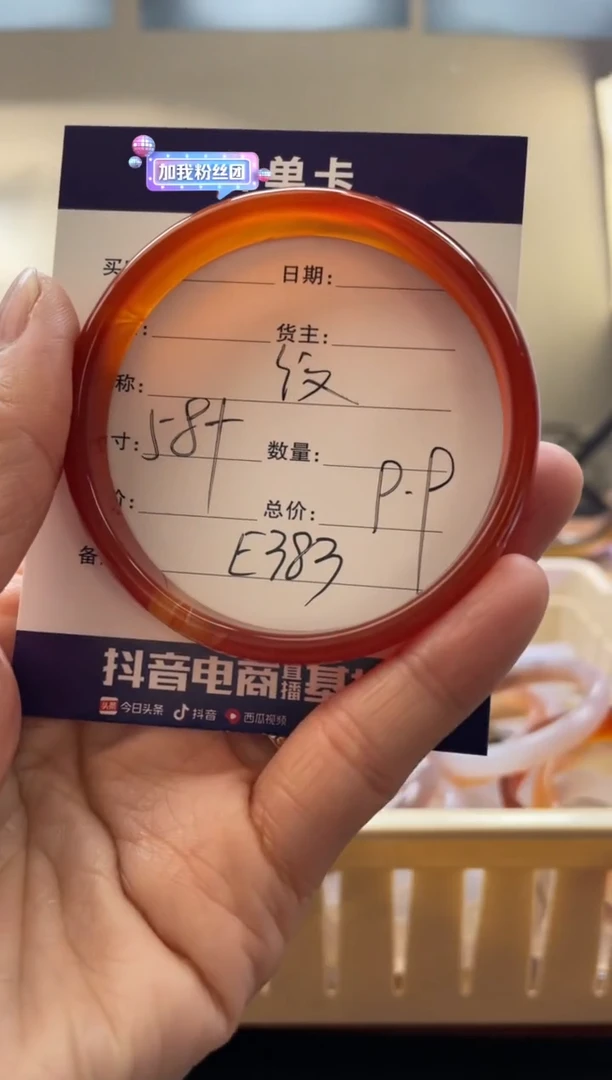 加我粉丝团
单卡
买
日期:
:
货主:
称:
寸: 58+
数量:
价:
总价:
P.P
备
E383
抖音电商直播基
头条 今日头条 抖音 西瓜视频